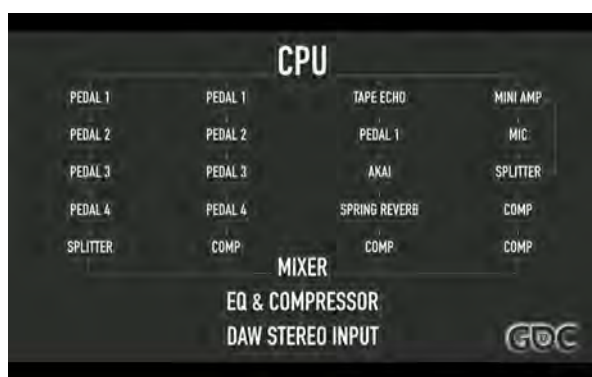 CPU
PEDAL 1 PEDAL 1 TAPE ECHO MINI AMP
PEDAL 2 PEDAL 2 PEDAL 1 MIC
PEDAL 3 PEDAL 3 AKAI SPLITTER
PEDAL 4 PEDAL 4 SPRING REVERB COMP
SPLITTER COMP COMP COMP
MIXER
EQ & COMPRESSOR
DAW STEREO INPUT
GDC